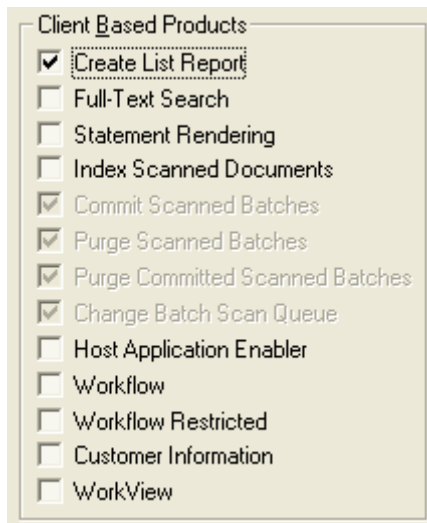 Client Based Products
Create List Report
Full-Text Search
Statement Rendering
Index Scanned Documents
Commit Scanned Batches
Purge Scanned Batches
Purge Committed Scanned Batches
Change Batch Scan Queue
Host Application Enabler
Workflow
Workflow Restricted
Customer Information
WorkView